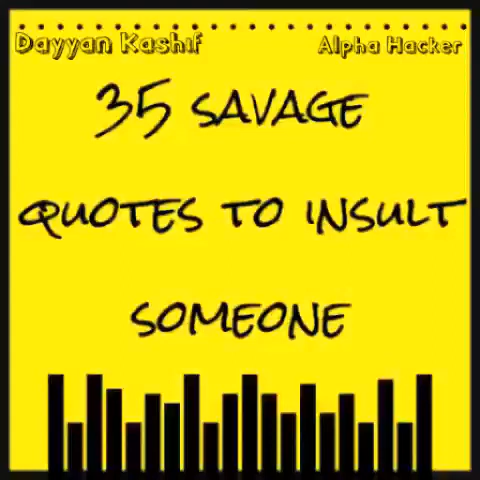 Dayyan Kashif
Alpha Hacker
35 SAVAGE
QUOTES TO INSULT
SOMEONE